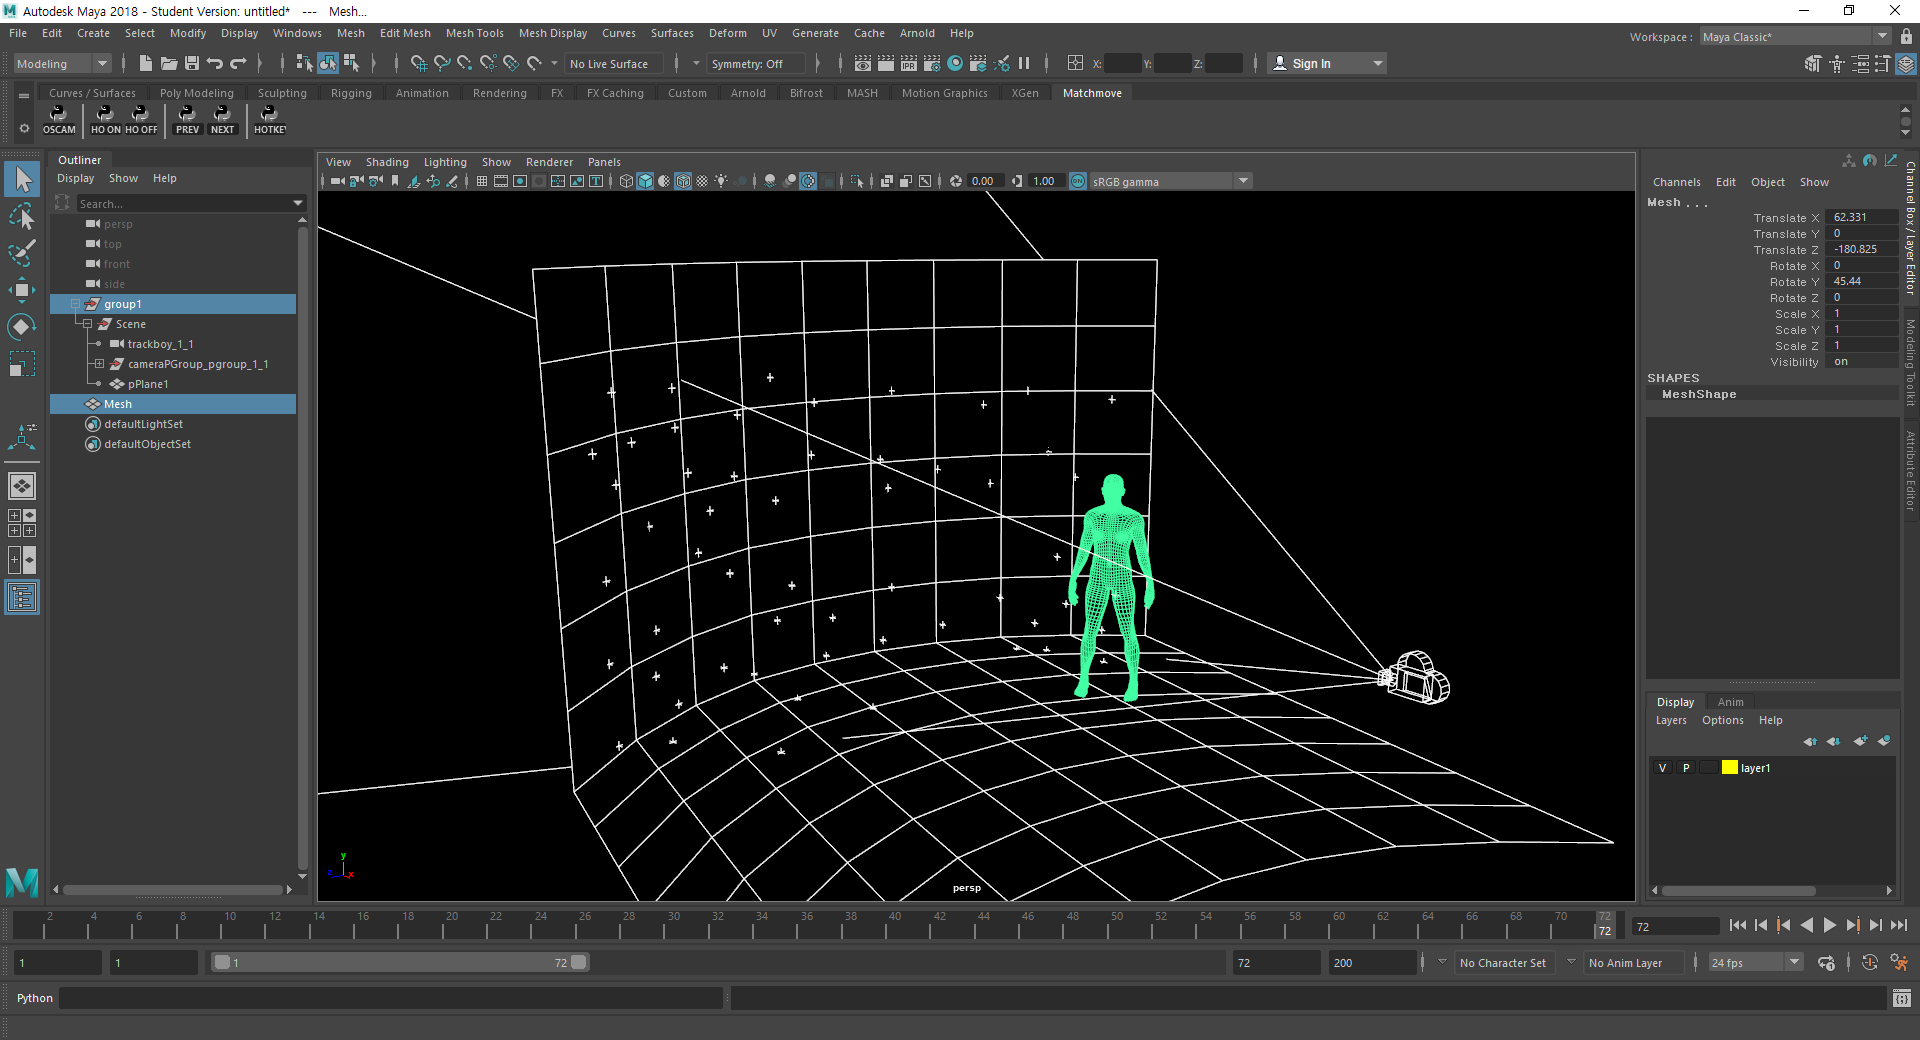 Autodesk Maya 2018 - Student Version: untitled*   ---   Mesh...
File Edit Create Select Modify Display Windows Mesh Edit Mesh Mesh Tools Mesh Display Curves Surfaces Deform UV Generate Cache Arnold Help
Workspace : Maya Classic*
Modeling No Live Surface Symmetry: Off IPR X: Y: Z: Sign In
Curves / Surfaces Poly Modeling Sculpting Rigging Animation Rendering FX FX Caching Custom Arnold Bifrost MASH Motion Graphics XGen Matchmove
OSCAM HO ON HO OFF PREV NEXT HOTKEY
Outliner
Display Show Help
Search...
persp
top
front
side
group1
Scene
trackboy_1_1
cameraPGroup_pgroup_1_1
pPlane1
Mesh
defaultLightSet
defaultObjectSet
View Shading Lighting Show Renderer Panels
0.00 1.00 ON sRGB gamma
y
z x
persp
Channels Edit Object Show
Mesh . . .
Translate X 62.331
Translate Y 0
Translate Z -180.825
Rotate X 0
Rotate Y 45.44
Rotate Z 0
Scale X 1
Scale Y 1
Scale Z 1
Visibility on
SHAPES
MeshShape
Channel Box / Layer Editor
Modeling Toolkit
Attribute Editor
Display Anim
Layers Options Help
V P layer1
2 4 6 8 10 12 14 16 18 20 22 24 26 28 30 32 34 36 38 40 42 44 46 48 50 52 54 56 58 60 62 64 66 68 70 72
72 72
1 1 1 72 72 200 No Character Set No Anim Layer 24 fps
Python